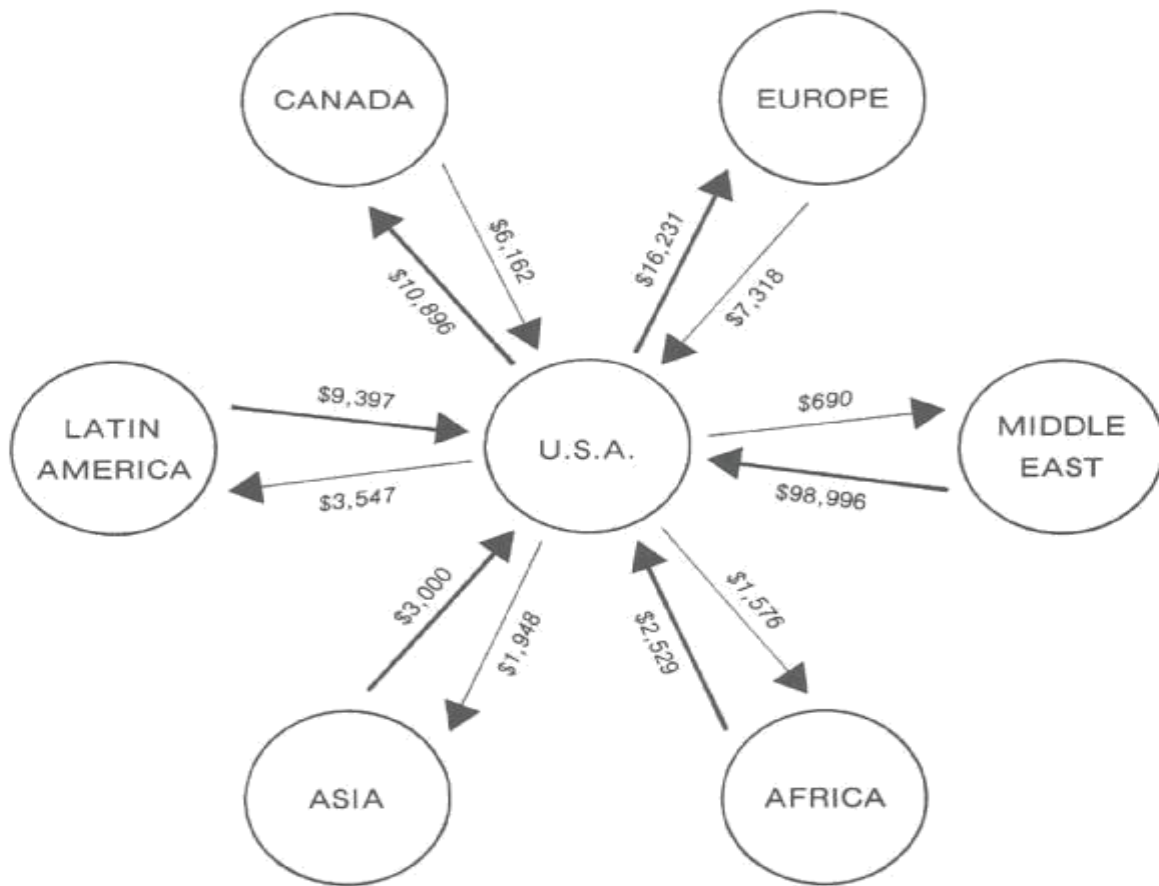 CANADA
EUROPE
$6,162
$10,896
$16,231
$7,318
LATIN
AMERICA
$9,397
$3,547
U.S.A.
$690
$98,996
MIDDLE
EAST
$3,000
$1,948
$2,529
$1,576
ASIA
AFRICA